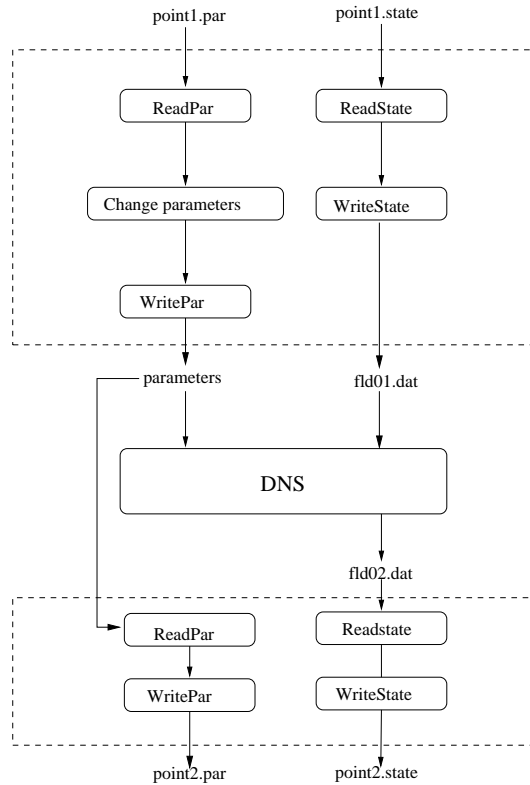 point1.par
point1.state
ReadPar
ReadState
Change parameters
WriteState
WritePar
parameters
fld01.dat
DNS
fld02.dat
ReadPar
Readstate
WritePar
WriteState
point2.par
point2.state